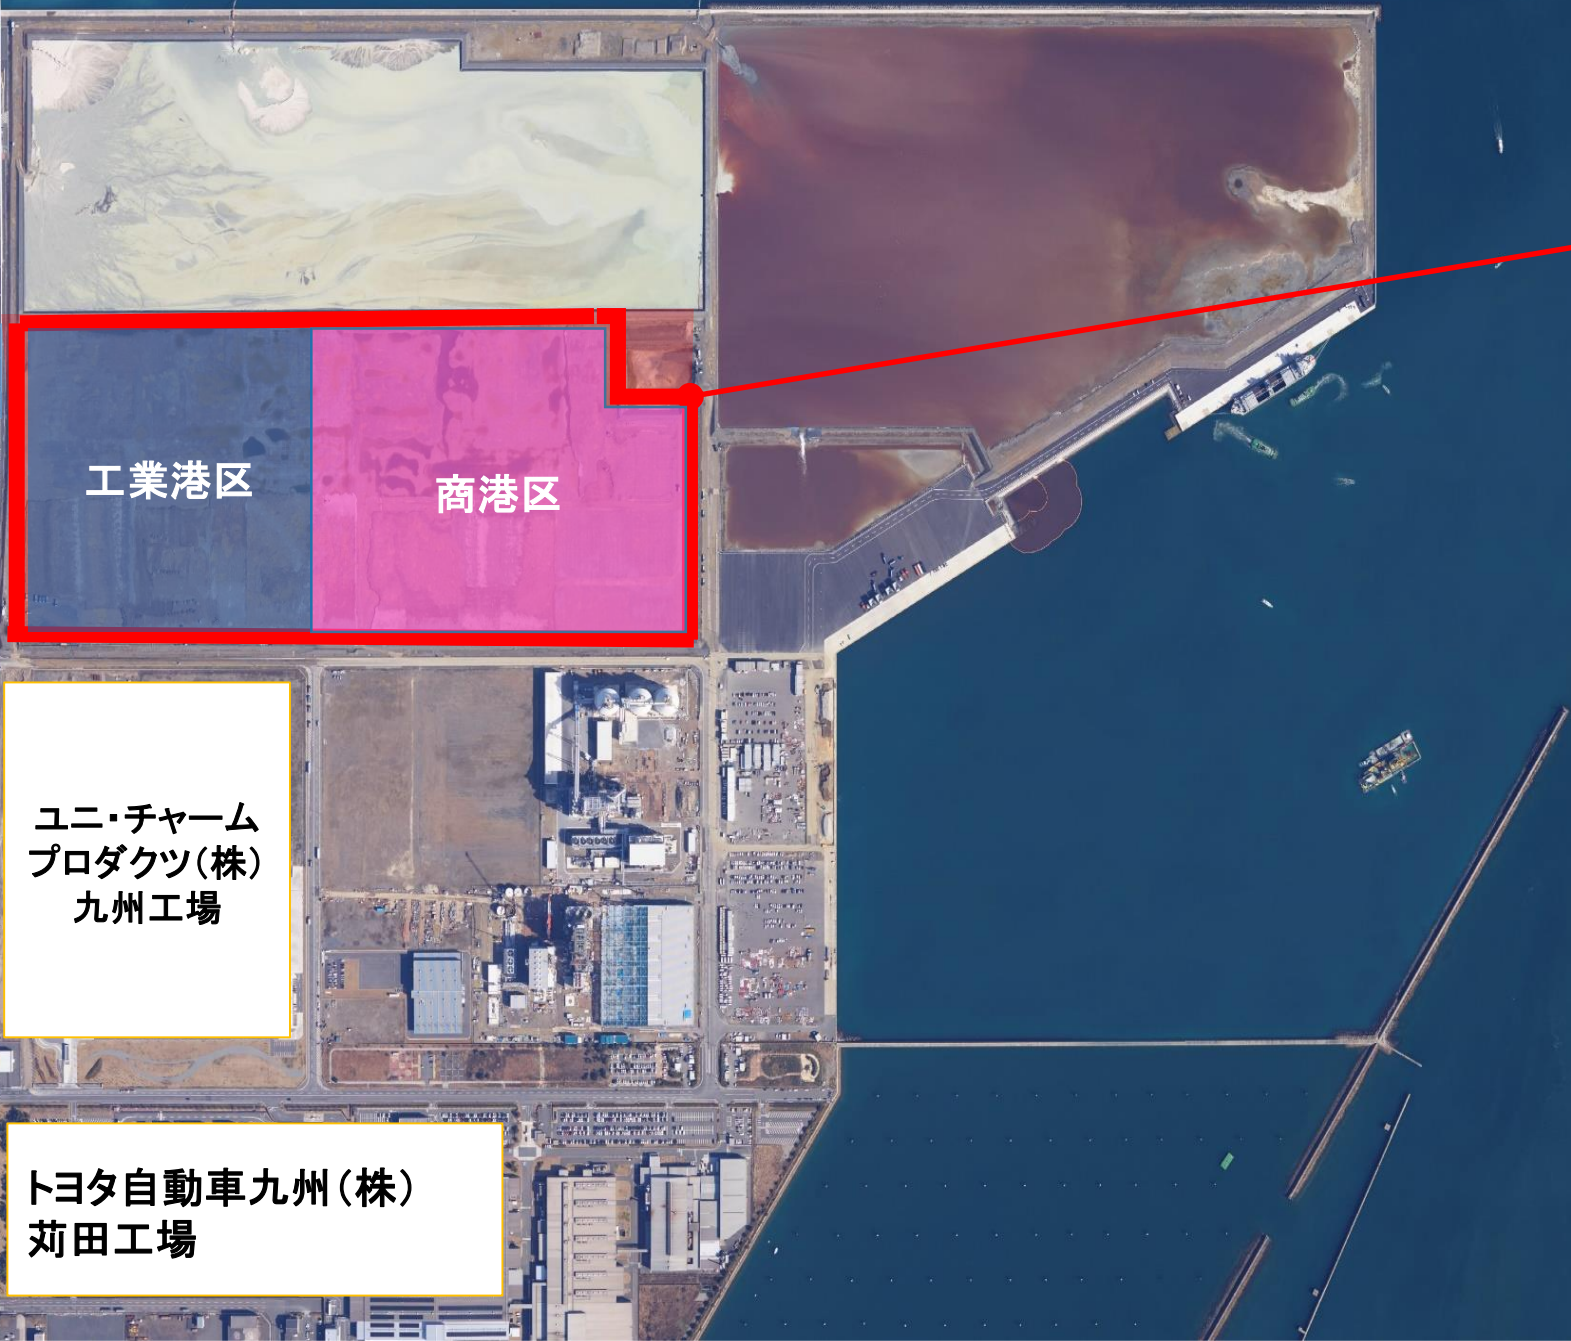 工業港区
商港区
ユニ・チャーム
プロダクツ(株)
九州工場
トヨタ自動車九州(株)
苅田工場